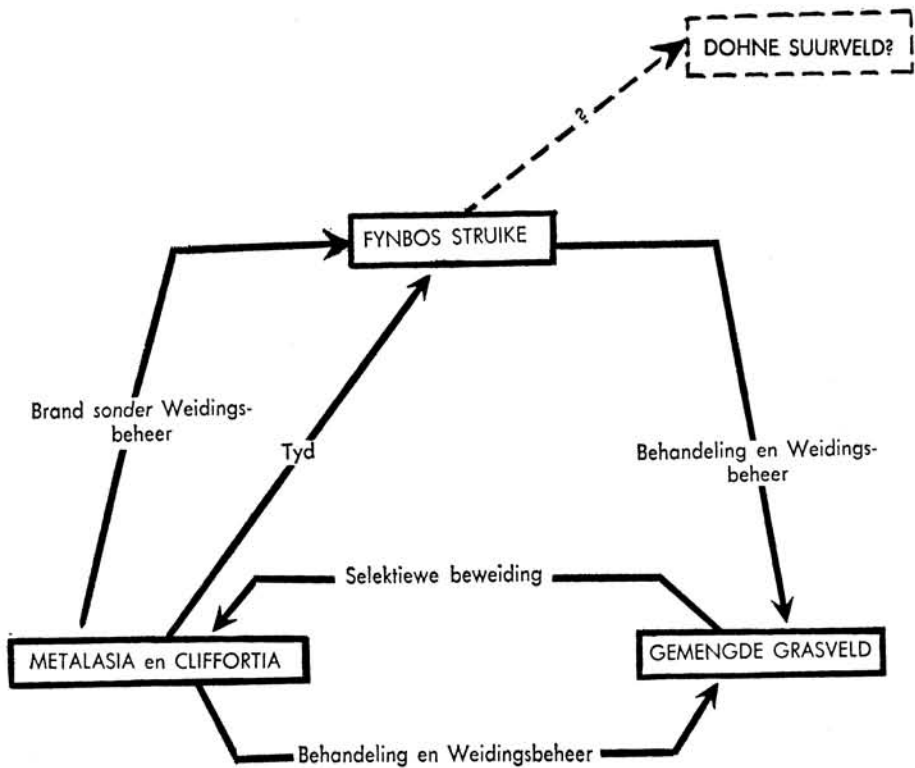 DOHNE SUURVELD?
?
FYNBOS STRUIKE
Brand sonder Weidings-
beheer
Tyd
Behandeling en Weidings-
beheer
Selektiewe beweiding
METALASIA en CLIFFORTIA
GEMENGDE GRASVELD
Behandeling en Weidingsbeheer